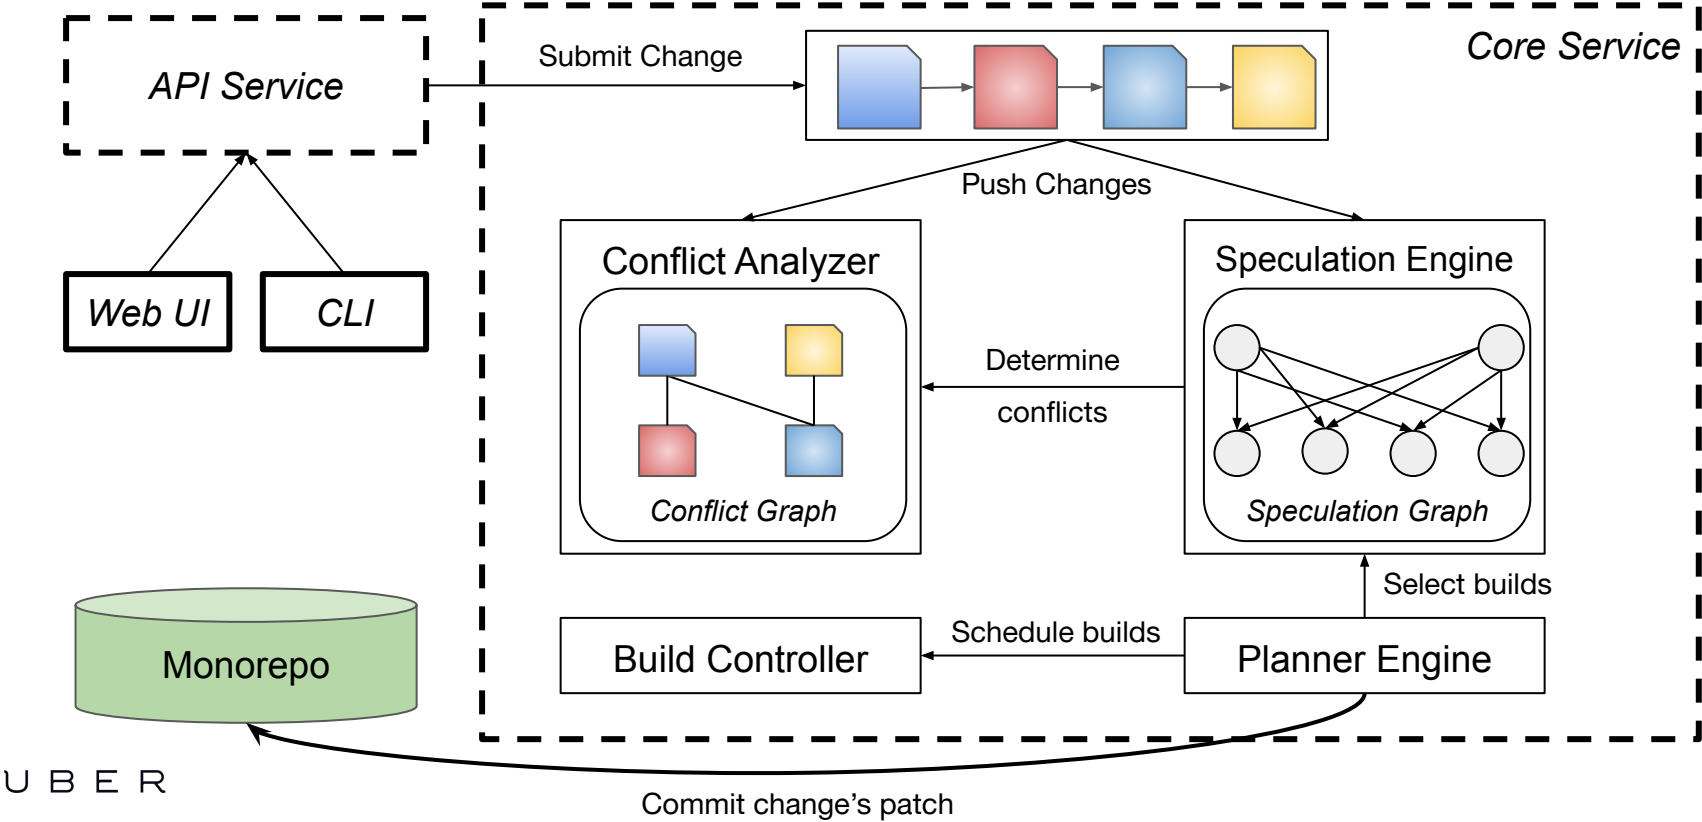 API Service
Submit Change
Core Service
Push Changes
Web UI
CLI
Conflict Analyzer
Speculation Engine
Determine
conflicts
Conflict Graph
Speculation Graph
Select builds
Monorepo
Build Controller
Schedule builds
Planner Engine
UBER
Commit change's patch